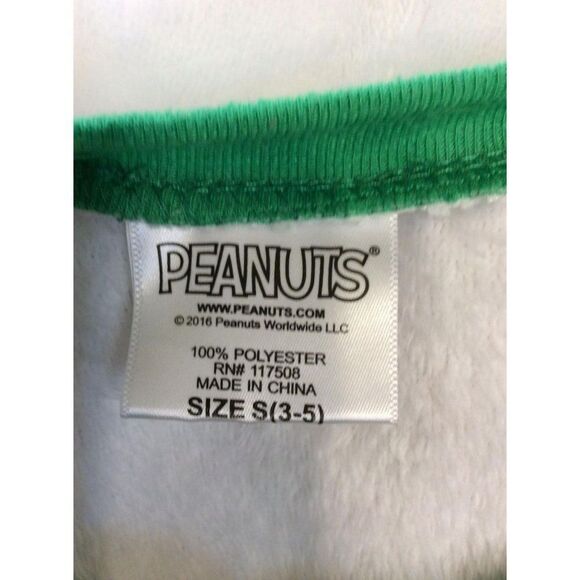 PEANUTS®
WWW.PEANUTS.COM
© 2016 Peanuts Worldwide LLC
100% POLYESTER
RN# 117508
MADE IN CHINA
SIZE S(3-5)